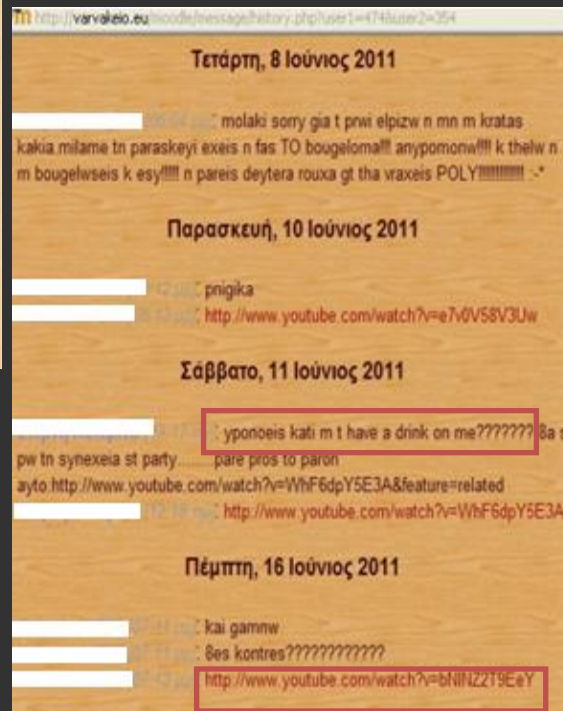 http://varvakeio.eu/moodle/message/history.php?user1=474&user2=354
Τετάρτη, 8 Ιούνιος 2011
molaki sorry gia t prwi elpizw n mn m kratas
kakia.milame tn paraskeyi exeis n fas TO bougeloma!!! anypomonw!!!! k thelw n
m bougelwseis k esy!!!!! n pareis deytera rouxa gt tha vraxeis POLY!!!!!!!!!!!! :-*
Παρασκευή, 10 Ιούνιος 2011
pnigika
http://www.youtube.com/watch?v=e7v0V58V3Uw
Σάββατο, 11 Ιούνιος 2011
yponoeis kati m t have a drink on me??????? 8a s
pw tn synexeia st party.........pare pros to paron
ayto:http://www.youtube.com/watch?v=WhF6dpY5E3A&feature=related
http://www.youtube.com/watch?v=WhF6dpY5E3A
Πέμπτη, 16 Ιούνιος 2011
kai gamnw
8es kontres????????????
http://www.youtube.com/watch?v=bNlNZ2T9EeY